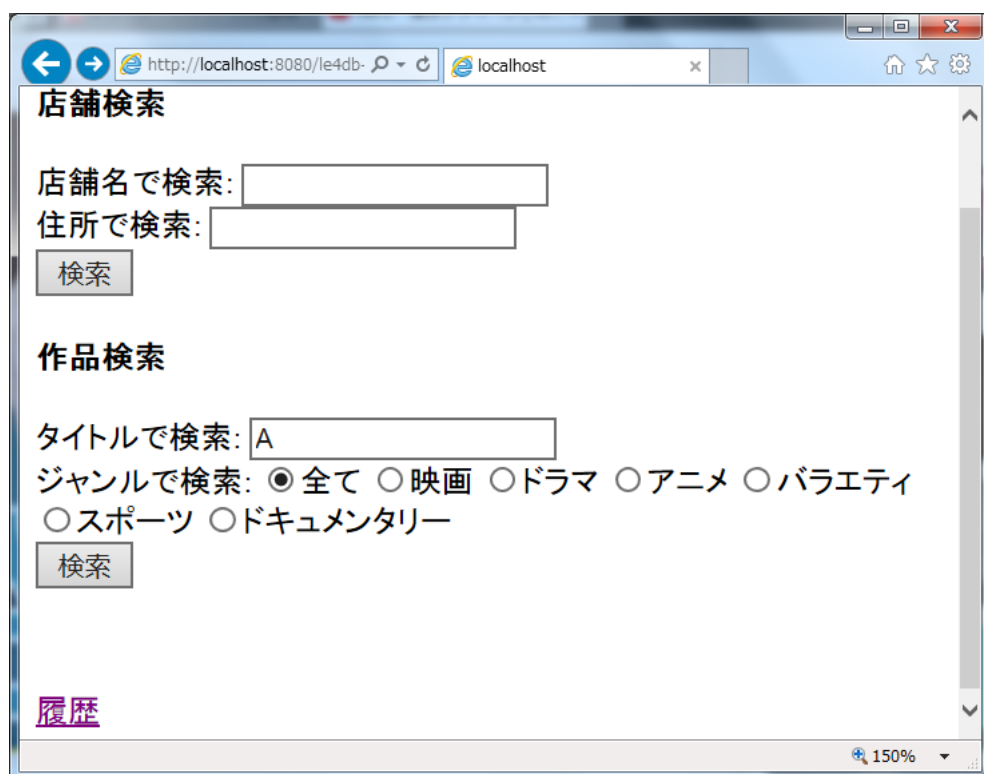 http://localhost:8080/le4db-
localhost
店舗検索
店舗名で検索:
住所で検索:
検索
作品検索
タイトルで検索: A
ジャンルで検索: 全て 映画 ドラマ アニメ バラエティ
スポーツ ドキュメンタリー
検索
履歴
150%